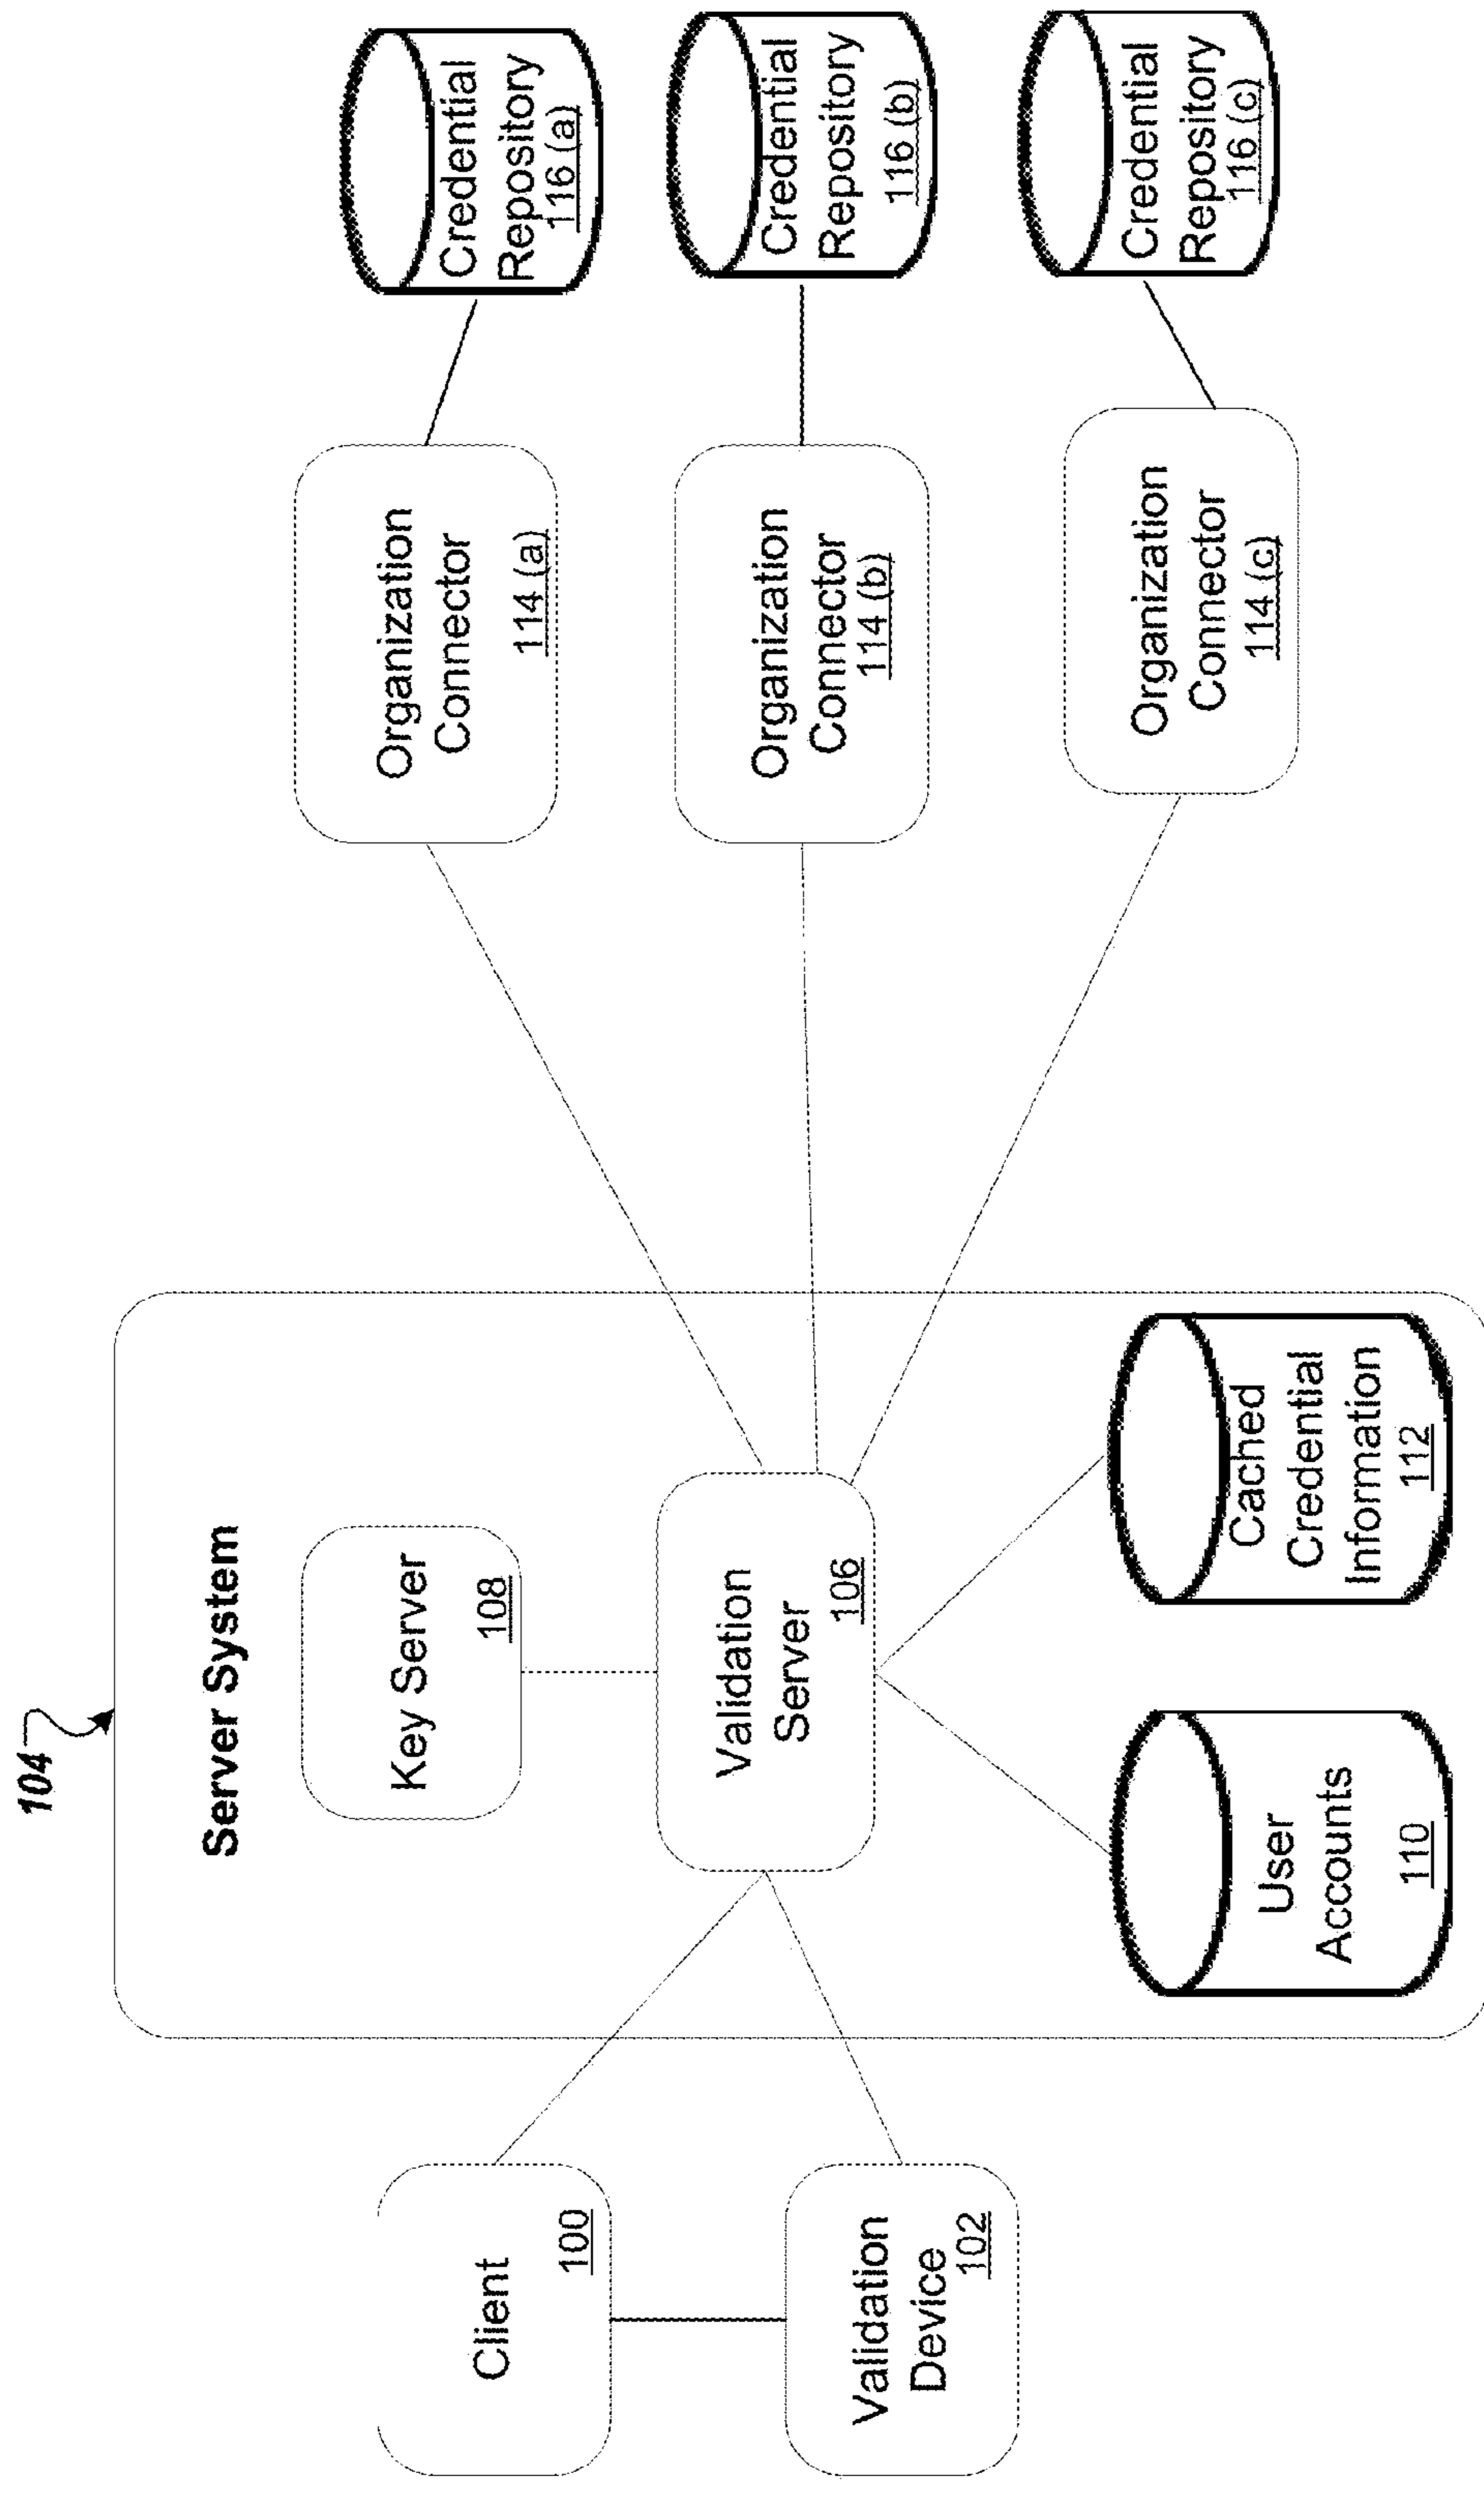 104
Server System
Client
100
Validation
Device
102
Key Server
108
Validation
Server
106
User
Accounts
110
Cached
Credential
Information
112
Organization
Connector
114 (a)
Organization
Connector
114 (b)
Organization
Connector
114 (c)
Credential
Repository
116 (a)
Credential
Repository
116 (b)
Credential
Repository
116 (c)